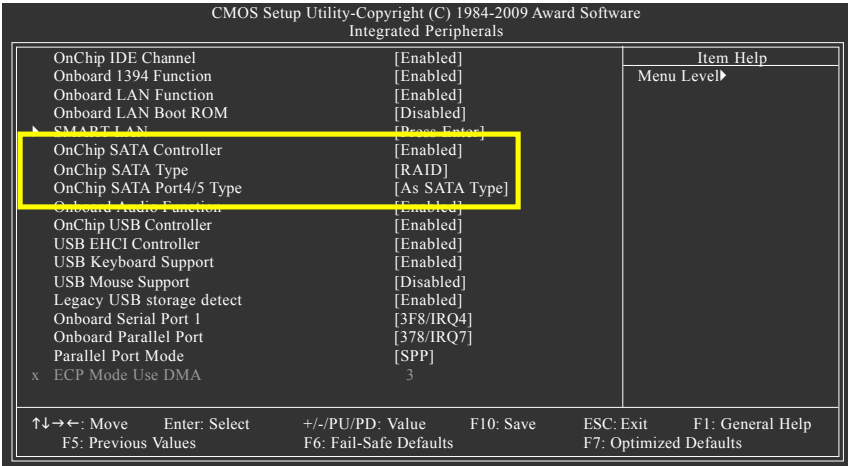 CMOS Setup Utility-Copyright (C) 1984-2009 Award Software
Integrated Peripherals
OnChip IDE Channel [Enabled] Item Help
Onboard 1394 Function [Enabled] Menu Level▶
Onboard LAN Function [Enabled]
Onboard LAN Boot ROM [Disabled]
▶ SMART LAN [Press Enter]
OnChip SATA Controller [Enabled]
OnChip SATA Type [RAID]
OnChip SATA Port4/5 Type [As SATA Type]
Onboard Audio Function [Enabled]
OnChip USB Controller [Enabled]
USB EHCI Controller [Enabled]
USB Keyboard Support [Enabled]
USB Mouse Support [Disabled]
Legacy USB storage detect [Enabled]
Onboard Serial Port 1 [3F8/IRQ4]
Onboard Parallel Port [378/IRQ7]
Parallel Port Mode [SPP]
x ECP Mode Use DMA 3
↑↓→←: Move Enter: Select +/-/PU/PD: Value F10: Save ESC: Exit F1: General Help
F5: Previous Values F6: Fail-Safe Defaults F7: Optimized Defaults